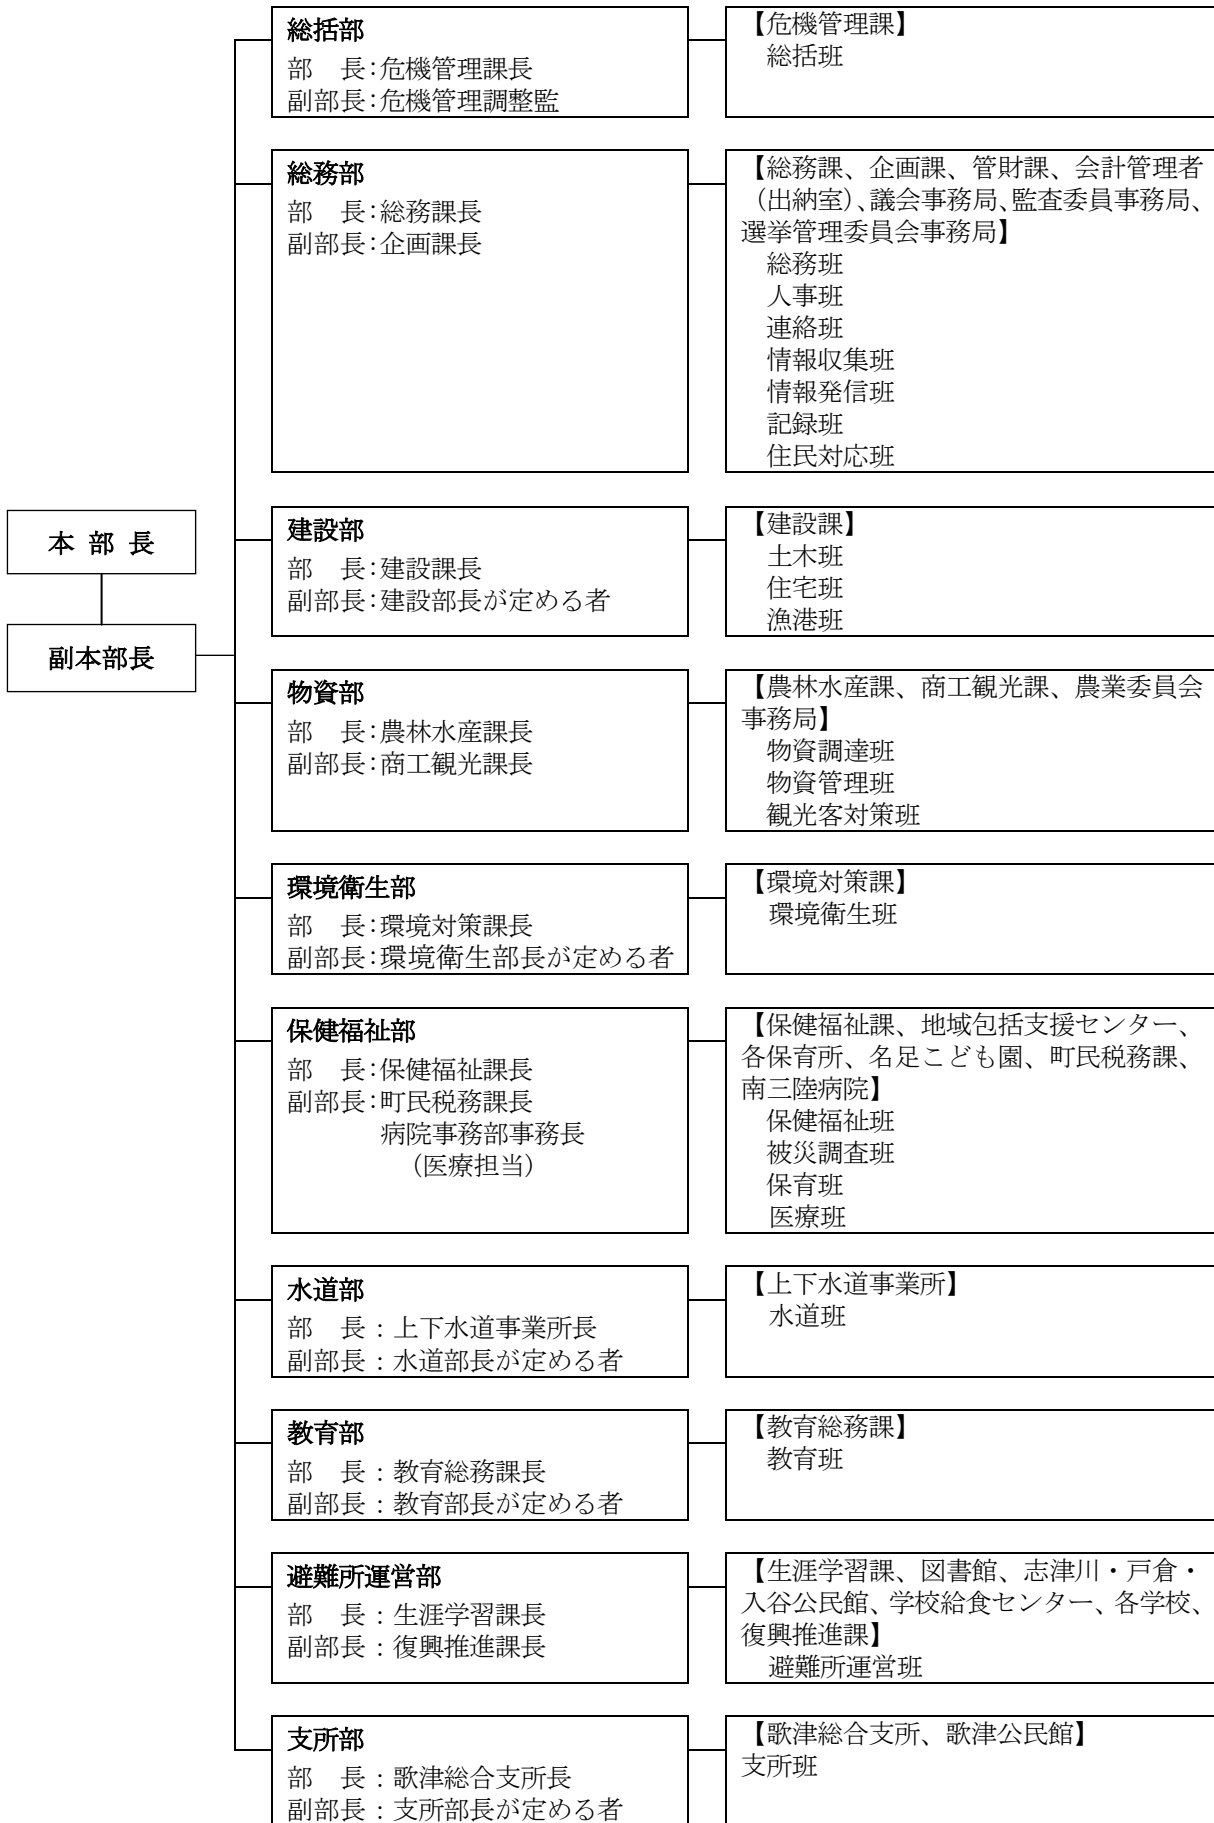 総括部
部　長：危機管理課長
副部長：危機管理調整監
【危機管理課】
総括班
総務部
部　長：総務課長
副部長：企画課長
【総務課、企画課、管財課、会計管理者
（出納室）、議会事務局、監査委員事務局、
選挙管理委員会事務局】
総務班
人事班
連絡班
情報収集班
情報発信班
記録班
住民対応班
本 部 長
副本部長
建設部
部　長：建設課長
副部長：建設部長が定める者
【建設課】
土木班
住宅班
漁港班
物資部
部　長：農林水産課長
副部長：商工観光課長
【農林水産課、商工観光課、農業委員会
事務局】
物資調達班
物資管理班
観光客対策班
環境衛生部
部　長：環境対策課長
副部長：環境衛生部長が定める者
【環境対策課】
環境衛生班
保健福祉部
部　長：保健福祉課長
副部長：町民税務課長
病院事務部事務長
（医療担当）
【保健福祉課、地域包括支援センター、
各保育所、名足こども園、町民税務課、
南三陸病院】
保健福祉班
被災調査班
保育班
医療班
水道部
部　長：上下水道事業所長
副部長：水道部長が定める者
【上下水道事業所】
水道班
教育部
部　長：教育総務課長
副部長：教育部長が定める者
【教育総務課】
教育班
避難所運営部
部　長：生涯学習課長
副部長：復興推進課長
【生涯学習課、図書館、志津川・戸倉・
入谷公民館、学校給食センター、各学校、
復興推進課】
避難所運営班
支所部
部　長：歌津総合支所長
副部長：支所部長が定める者
【歌津総合支所、歌津公民館】
支所班